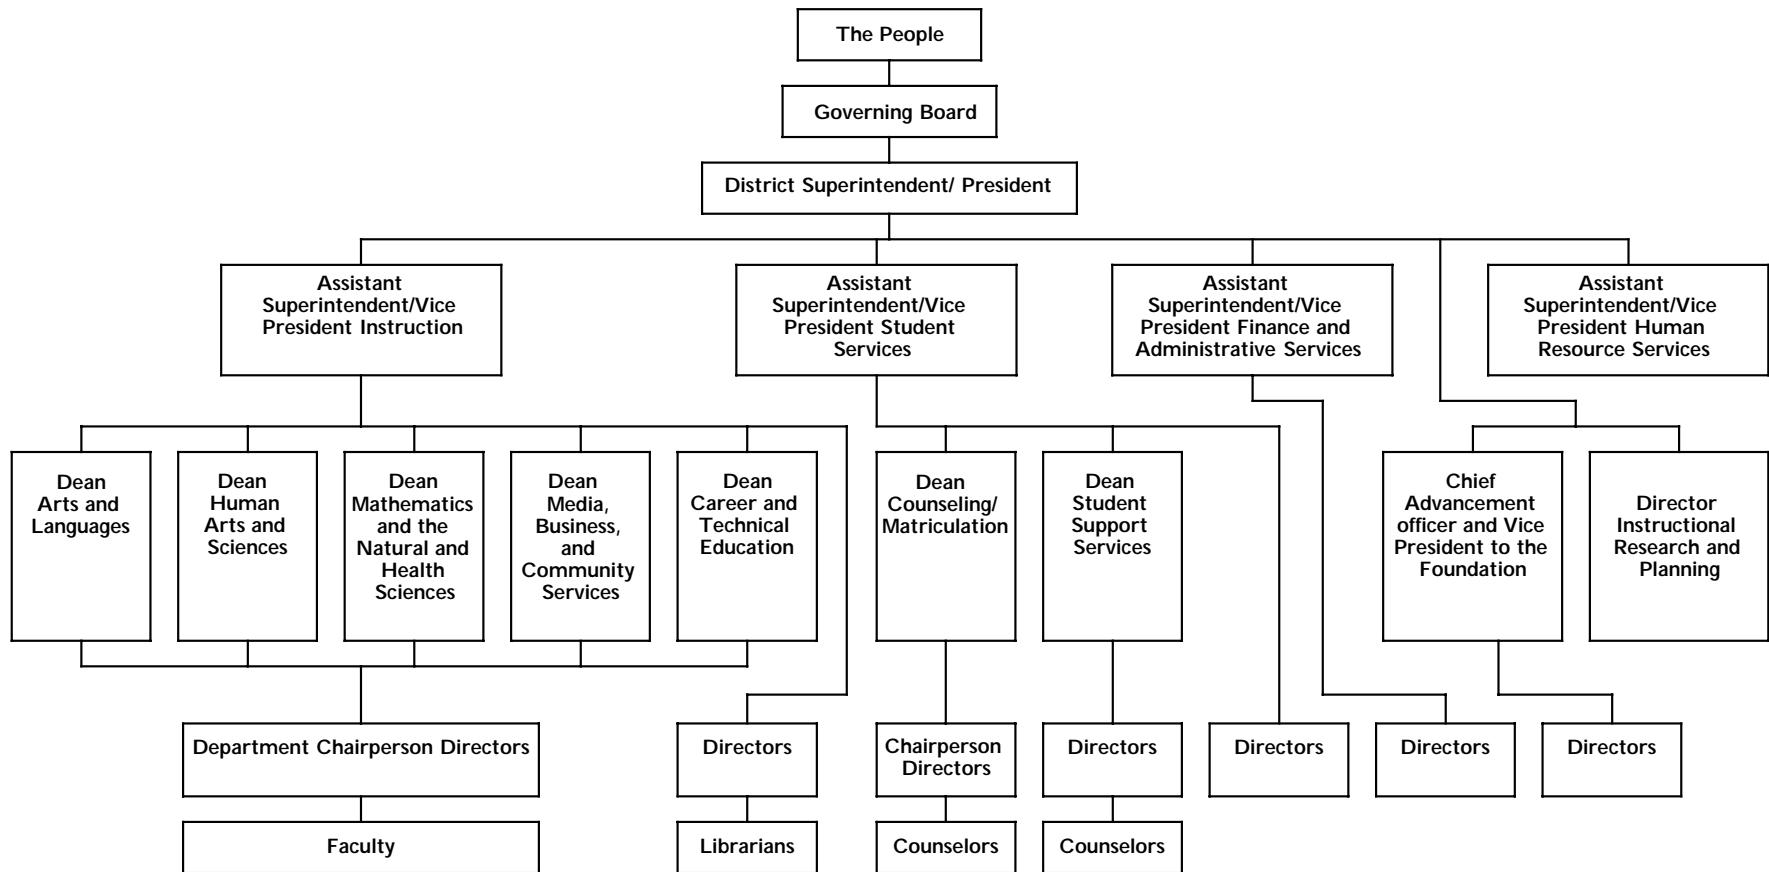 The People
Governing Board
District Superintendent/ President
Assistant
Superintendent/Vice
President Instruction
Assistant
Superintendent/Vice
President Student
Services
Assistant
Superintendent/Vice
President Finance and
Administrative Services
Assistant
Superintendent/Vice
President Human
Resource Services
Dean
Arts and
Languages
Dean
Human
Arts and
Sciences
Dean
Mathematics
and the
Natural and
Health
Sciences
Dean
Media,
Business,
and
Community
Services
Dean
Career and
Technical
Education
Dean
Counseling/
Matriculation
Dean
Student
Support
Services
Chief
Advancement
officer and Vice
President to the
Foundation
Director
Instructional
Research and
Planning
Department Chairperson Directors
Directors
Chairperson
Directors
Directors
Directors
Directors
Directors
Faculty
Librarians
Counselors
Counselors